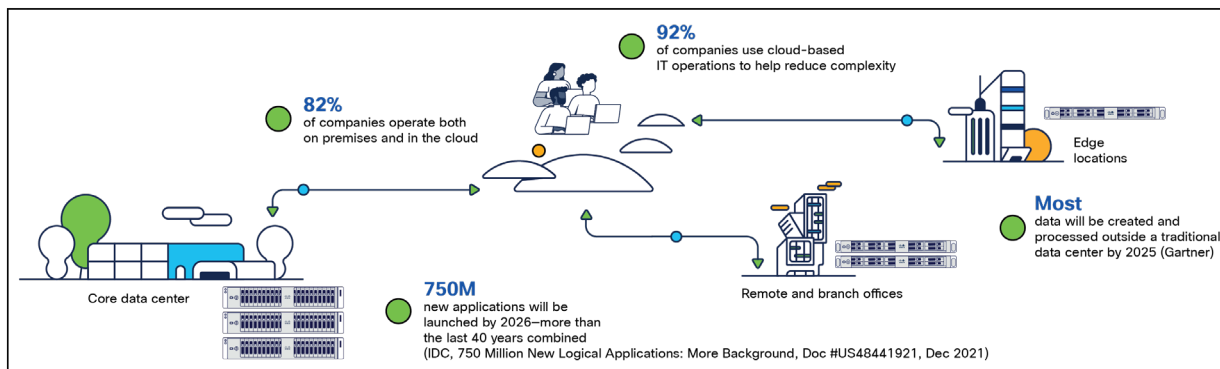 92%
of companies use cloud-based
IT operations to help reduce complexity
82%
of companies operate both
on premises and in the cloud
Edge
locations
Most
data will be created and
processed outside a traditional
data center by 2025 (Gartner)
Core data center
Remote and branch offices
750M
new applications will be
launched by 2026—more than
the last 40 years combined
(IDC, 750 Million New Logical Applications: More Background, Doc #US48441921, Dec 2021)